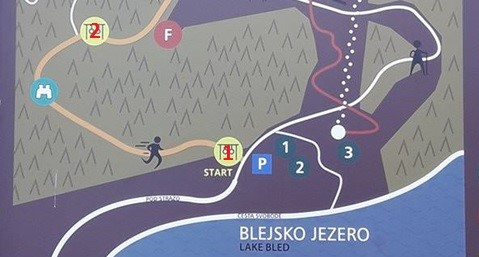 2
F
1
START
P
1
2
3
POD STRAŽO
CESTA SVOBODE
BLEJSKO JEZERO
LAKE BLED